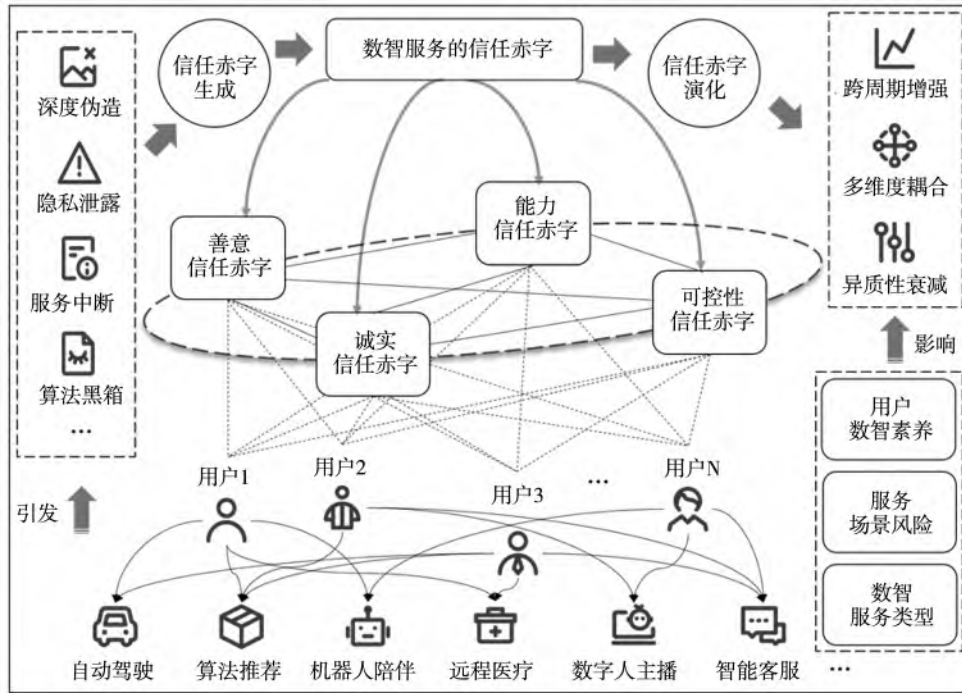 信任赤字
生成
数智服务的信任赤字
信任赤字
演化
深度伪造
隐私泄露
服务中断
算法黑箱
...
引发
善意
信任赤字
能力
信任赤字
诚实
信任赤字
可控性
信任赤字
跨周期增强
多维度耦合
异质性衰减
影响
用户
数智素养
服务
场景风险
数智
服务类型
用户1
用户2
用户3
...
用户N
自动驾驶
算法推荐
机器人陪伴
远程医疗
数字人主播
智能客服
...